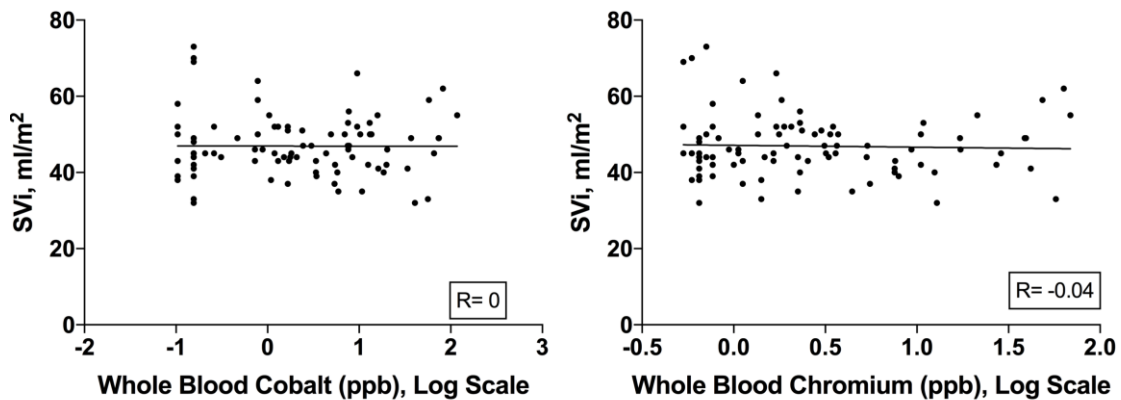 80
60
40
20
0
SVi, ml/m²
-2 -1 0 1 2 3
Whole Blood Cobalt (ppb), Log Scale
R= 0
80
60
40
20
0
SVi, ml/m²
-0.5 0.0 0.5 1.0 1.5 2.0
Whole Blood Chromium (ppb), Log Scale
R= -0.04